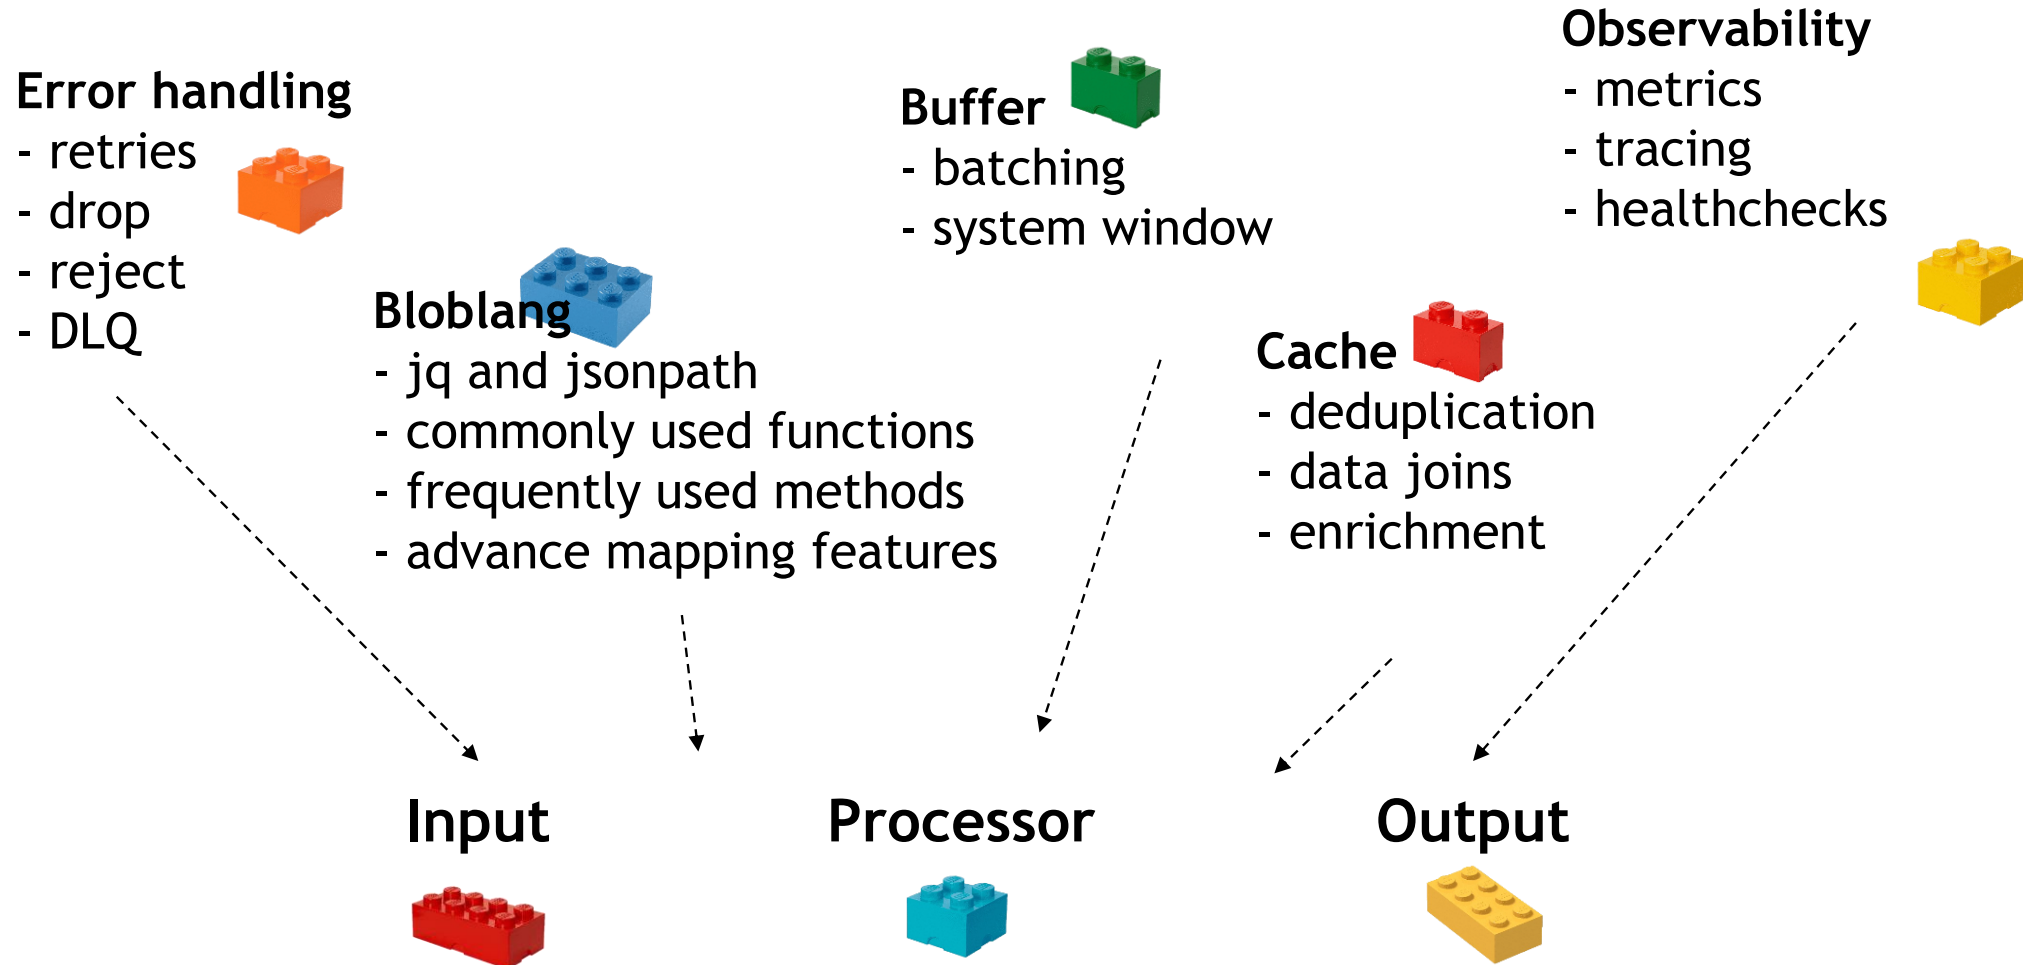 Error handling
- retries
- drop
- reject
- DLQ
Bloblang
- jq and jsonpath
- commonly used functions
- frequently used methods
- advance mapping features
Buffer
- batching
- system window
Cache
- deduplication
- data joins
- enrichment
Observability
- metrics
- tracing
- healthchecks
Input
Processor
Output